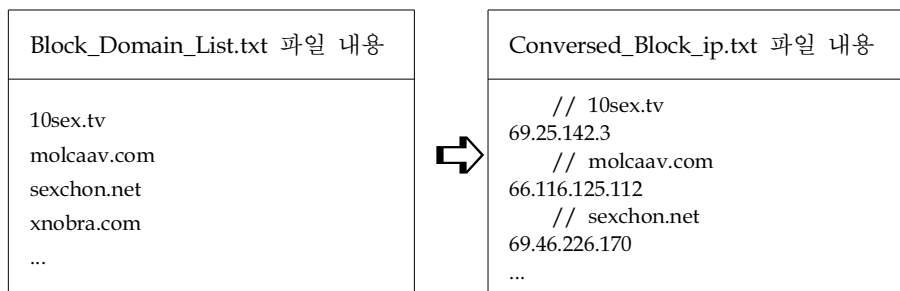 Block_Domain_List.txt 파일 내용
10sex.tv
molcaav.com
sexchon.net
xnobra.com
...
Conversed_Block_ip.txt 파일 내용
// 10sex.tv
69.25.142.3
// molcaav.com
66.116.125.112
// sexchon.net
69.46.226.170
...